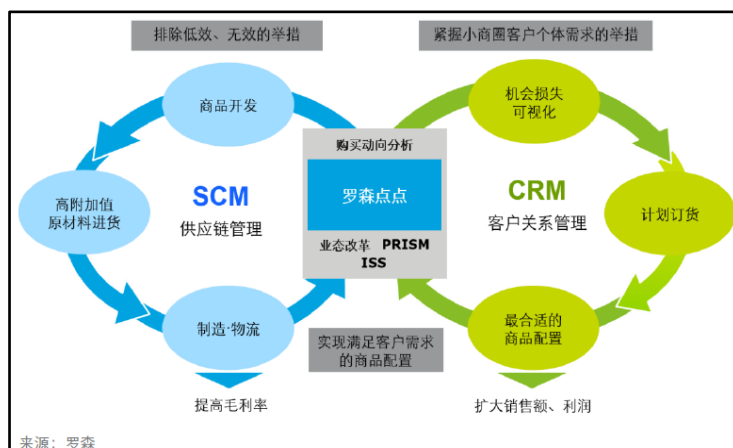 排除低效、无效的举措
紧握小商圈客户个体需求的举措
商品开发
机会损失
可视化
购买动向分析
高附加值
原材料进货
SCM
供应链管理
罗森点点
CRM
客户关系管理
计划订货
业态改革 PRISM
ISS
制造·物流
实现满足客户需求
的商品配置
最合适的
商品配置
提高毛利率
扩大销售额、利润
来源：罗森